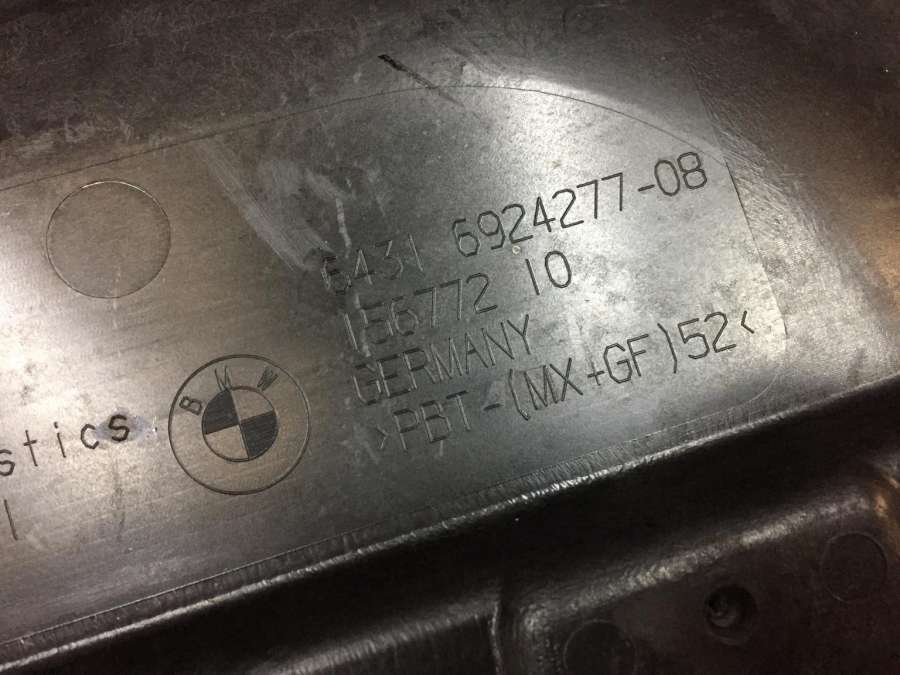 6431 6924277-08
156772 10
GERMANY
>PBT-(MX+GF)52<
BMW
stics